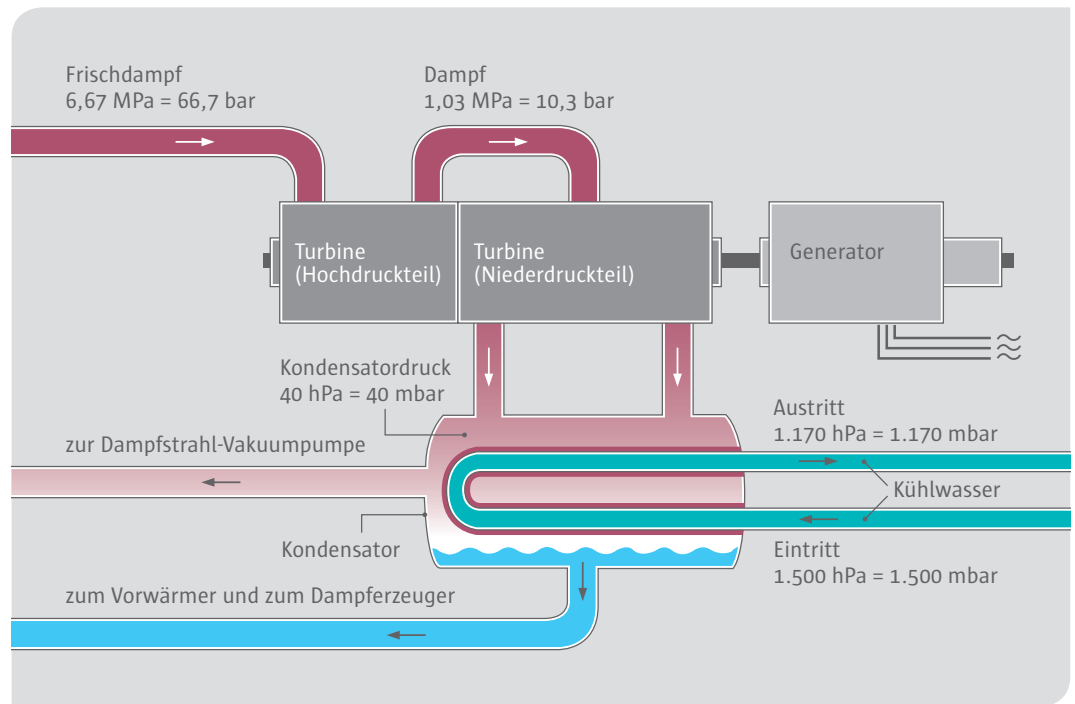 Frischdampf
6,67 MPa = 66,7 bar
Dampf
1,03 MPa = 10,3 bar
Turbine
(Hochdruckteil)
Turbine
(Niederdruckteil)
Generator
Kondensatordruck
40 hPa = 40 mbar
Austritt
1.170 hPa = 1.170 mbar
zur Dampfstrahl-Vakuumpumpe
Kühlwasser
Kondensator
Eintritt
1.500 hPa = 1.500 mbar
zum Vorwärmer und zum Dampferzeuger